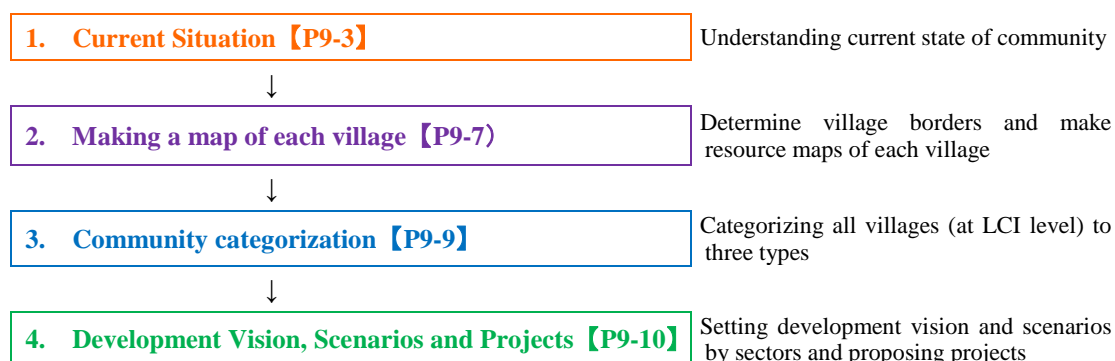 1. Current Situation【P9-3】
Understanding current state of community
↓
2. Making a map of each village【P9-7）
Determine village borders and make
resource maps of each village
↓
3. Community categorization【P9-9】
Categorizing all villages (at LCI level) to
three types
↓
4. Development Vision, Scenarios and Projects【P9-10】
Setting development vision and scenarios
by sectors and proposing projects